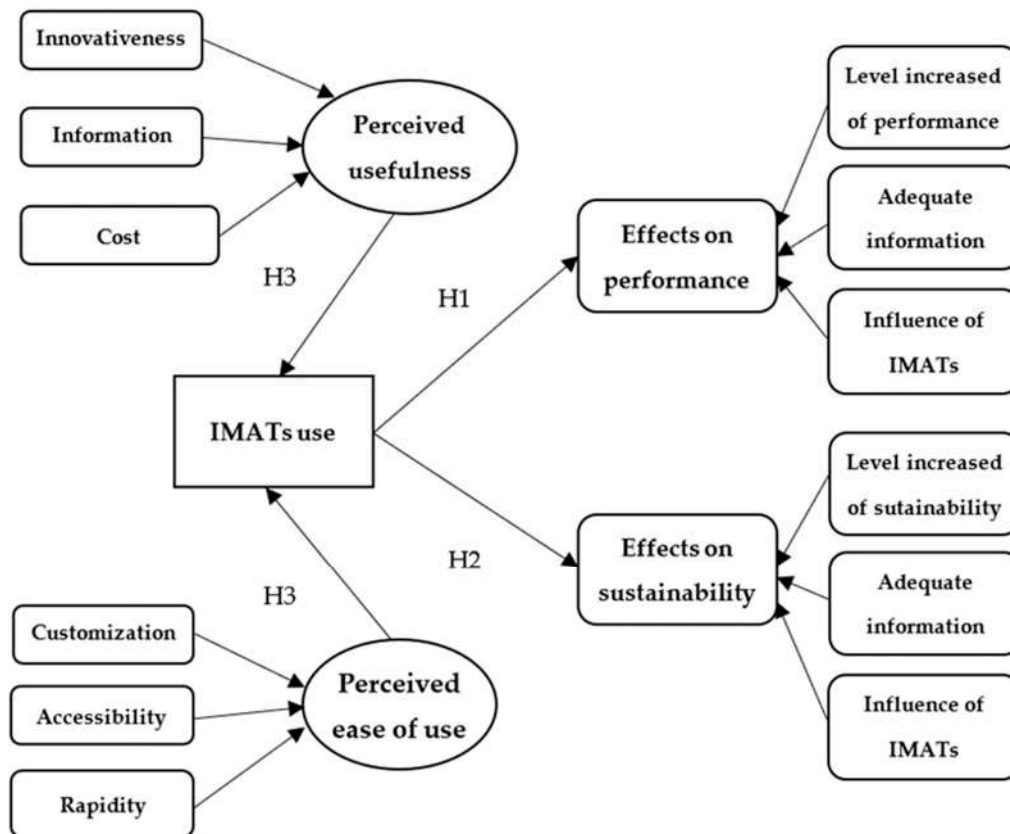 Innovativeness
Information
Cost
Perceived
usefulness
H3
H1
IMATs use
H3
H2
Customization
Accessibility
Rapidity
Perceived
ease of use
Effects on
performance
Effects on
sustainability
Level increased
of performance
Adequate
information
Influence of
IMATs
Level increased
of sutainability
Adequate
information
Influence of
IMATs